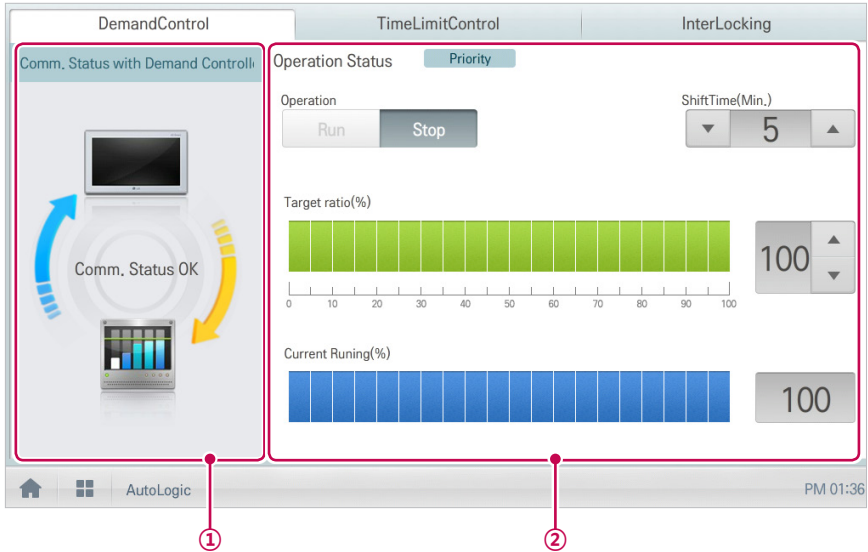 DemandControl
TimeLimitControl
InterLocking
Comm. Status with Demand Controll
Operation Status
Priority
Operation
ShiftTime(Min.)
Run
Stop
5
Target ratio(%)
100
0 10 20 30 40 50 60 70 80 90 100
Comm. Status OK
Current Runing(%)
100
AutoLogic
PM 01:36
①
②